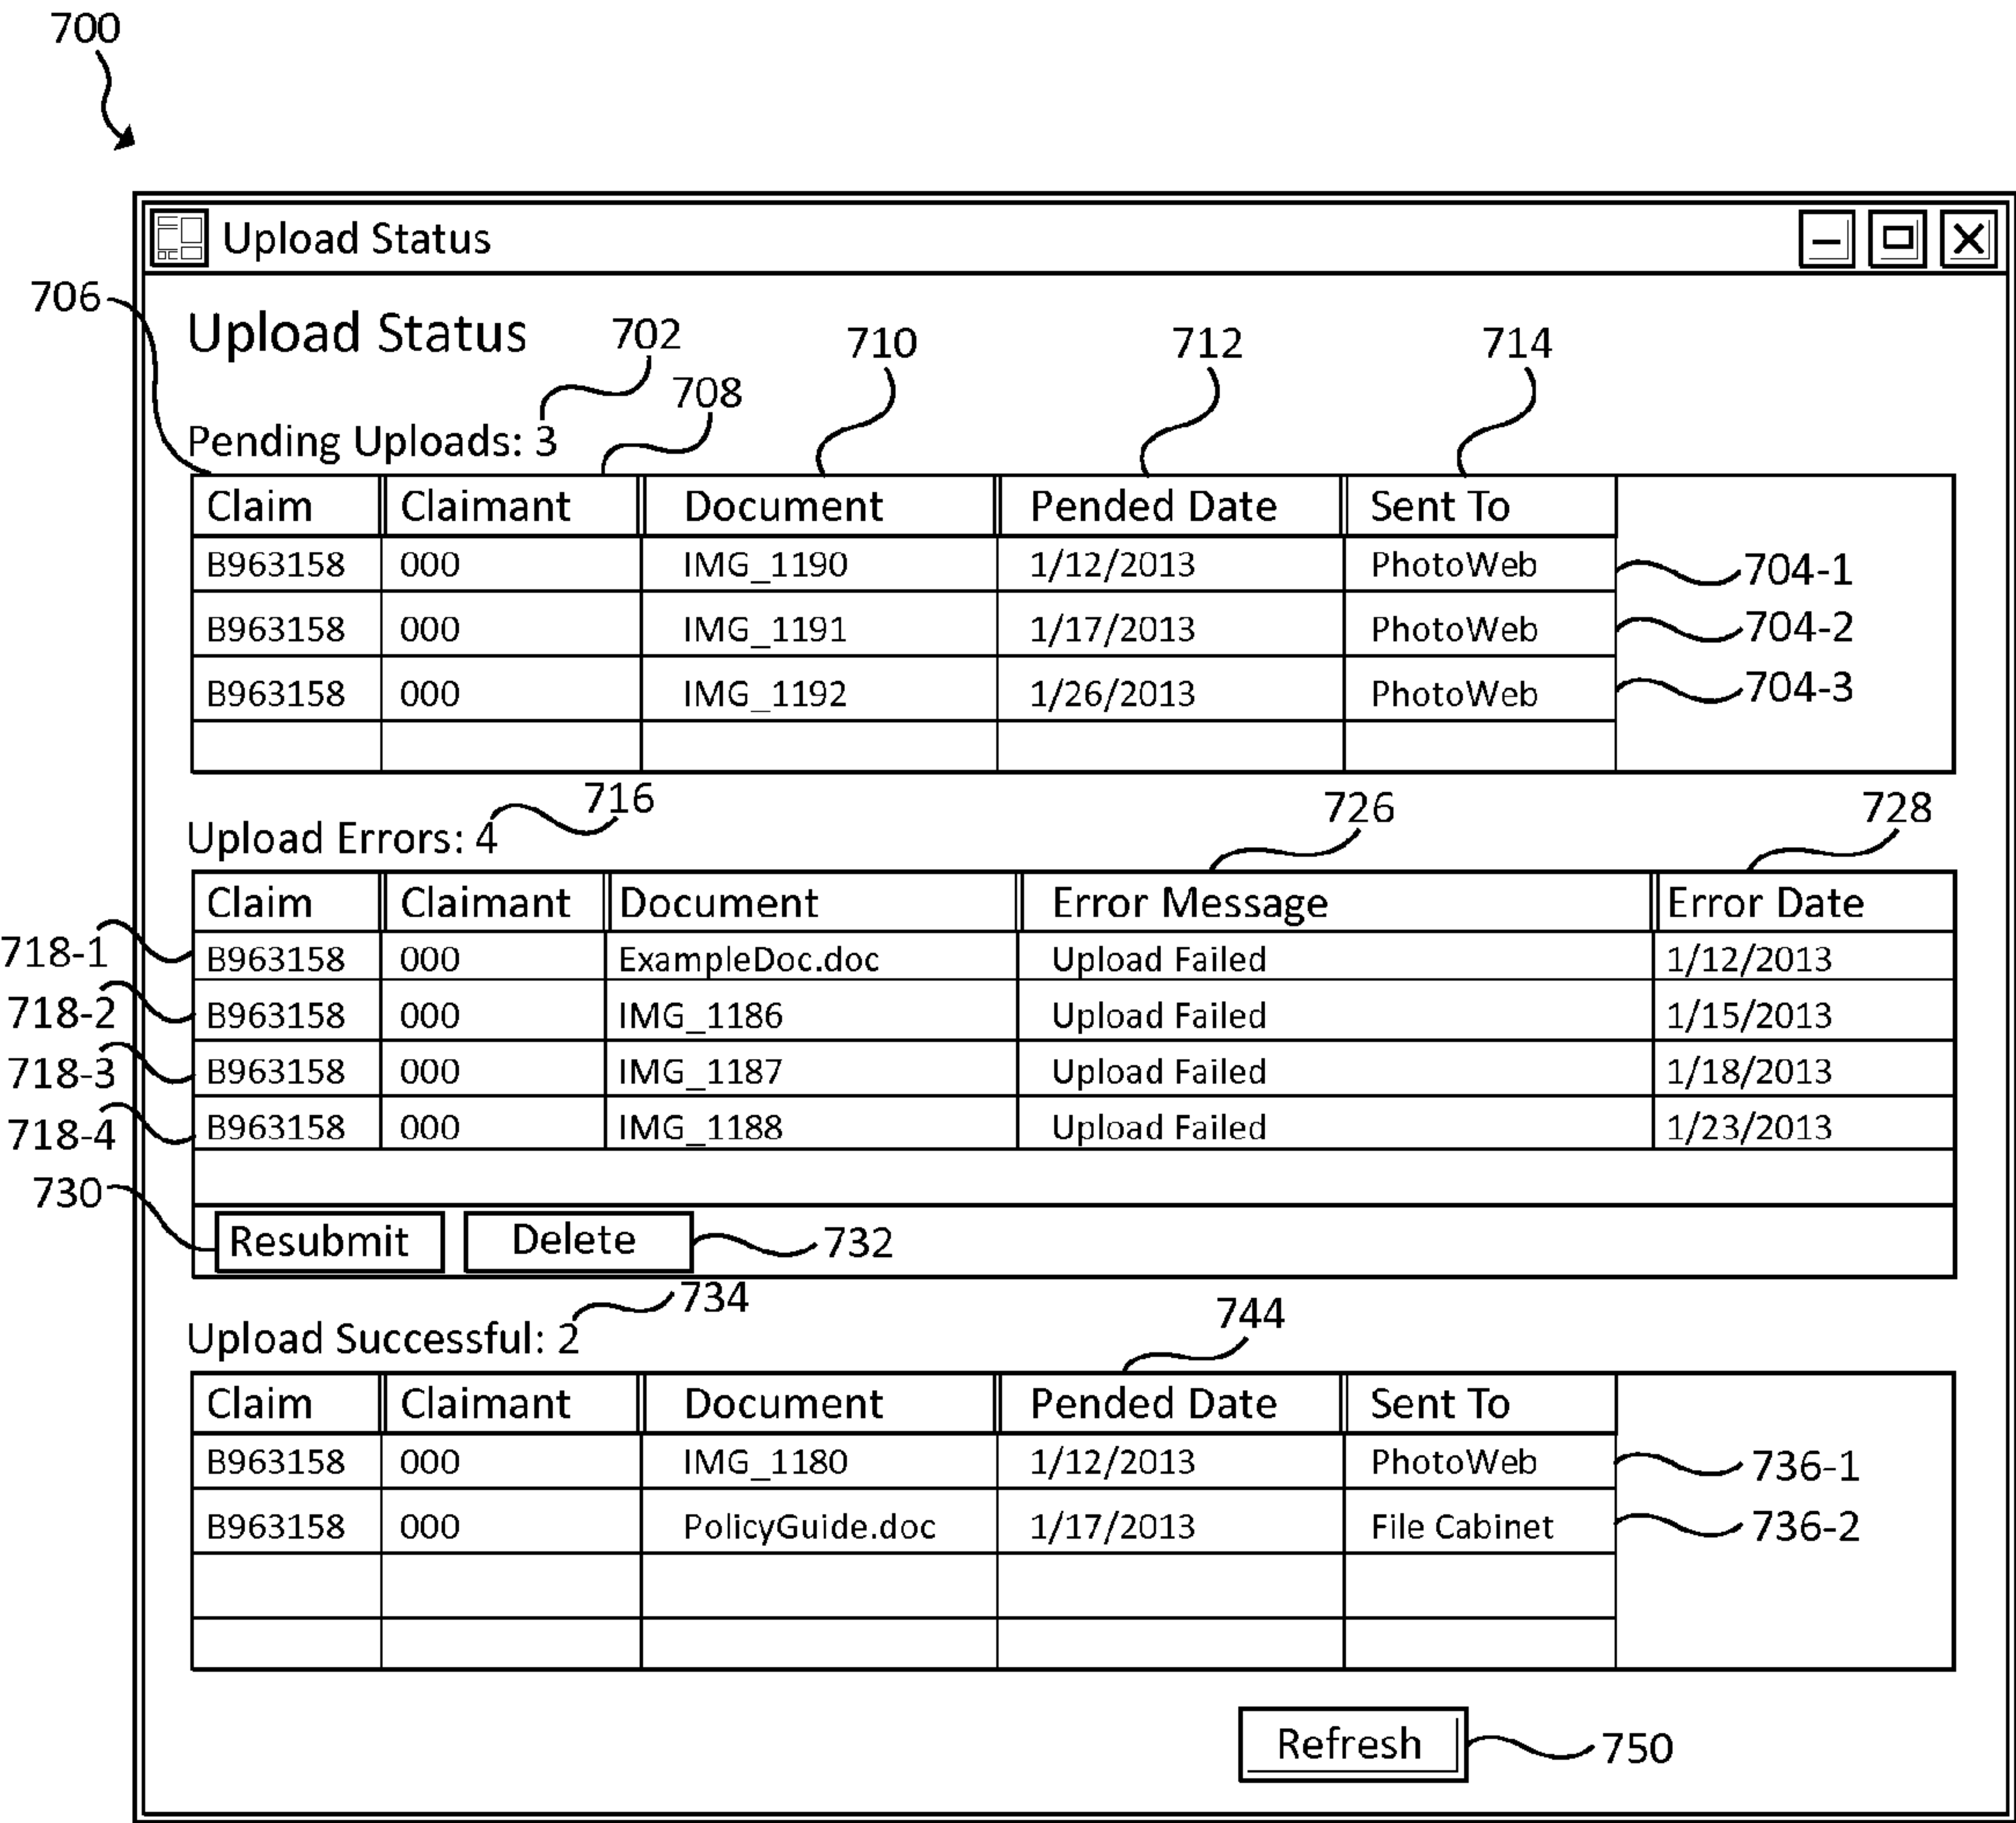 700
Upload Status
706
Upload Status
702
710
712
714
708
Pending Uploads: 3
Claim Claimant Document Pended Date Sent To
B963158 000 IMG_1190 1/12/2013 PhotoWeb 704-1
B963158 000 IMG_1191 1/17/2013 PhotoWeb 704-2
B963158 000 IMG_1192 1/26/2013 PhotoWeb 704-3
716
726
728
Upload Errors: 4
Claim Claimant Document Error Message Error Date
718-1 B963158 000 ExampleDoc.doc Upload Failed 1/12/2013
718-2 B963158 000 IMG_1186 Upload Failed 1/15/2013
718-3 B963158 000 IMG_1187 Upload Failed 1/18/2013
718-4 B963158 000 IMG_1188 Upload Failed 1/23/2013
730
Resubmit Delete 732
734
744
Upload Successful: 2
Claim Claimant Document Pended Date Sent To
B963158 000 IMG_1180 1/12/2013 PhotoWeb 736-1
B963158 000 PolicyGuide.doc 1/17/2013 File Cabinet 736-2
Refresh 750